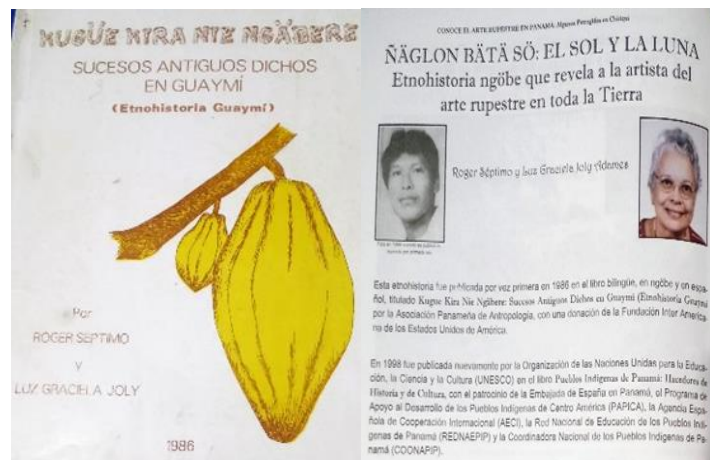 KUGÜE KIRA NIE NGÄBERE
SUCESOS ANTIGUOS DICHOS
EN GUAYMÍ
(Etnohistoria Guaymí)
Por
ROGER SEPTIMO
y
LUZ GRACIELA JOLY
1986
CONOCE EL ARTE RUPESTRE EN PANAMÁ: Algunos Petroglifos en Chiriquí
ÑÄGLON BÄTÄ SÖ: EL SOL Y LA LUNA
Etnohistoria ngöbe que revela a la artista del
arte rupestre en toda la Tierra
Roger Séptimo y Luz Graciela Joly Adames
Esta etnohistoria fue publicada por vez primera en 1986 en el libro bilingüe, en ngöbe y en espa-
ñol, titulado Kugue Kira Nie Ngäbere: Sucesos Antiguos Dichos en Guaymí (Etnohistoria Guaymí
por la Asociación Panameña de Antropología, con una donación de la Fundación Inter America-
na de los Estados Unidos de América.
En 1998 fue publicada nuevamente por la Organización de las Naciones Unidas para la Educa-
ción, la Ciencia y la Cultura (UNESCO) en el libro Pueblos Indígenas de Panamá: Hacedores de
Historia y de Cultura, con el patrocinio de la Embajada de España en Panamá, el Programa de
Apoyo al Desarrollo de los Pueblos Indígenas de Centro América (PAPICA), la Agencia Espa-
ñola de Cooperación Internacional (AECI), la Red Nacional de Educación de los Pueblos Indí-
genas de Panamá (REDNAEPIP) y la Coordinadora Nacional de los Pueblos Indígenas de Pa-
namá (COONAPIP).